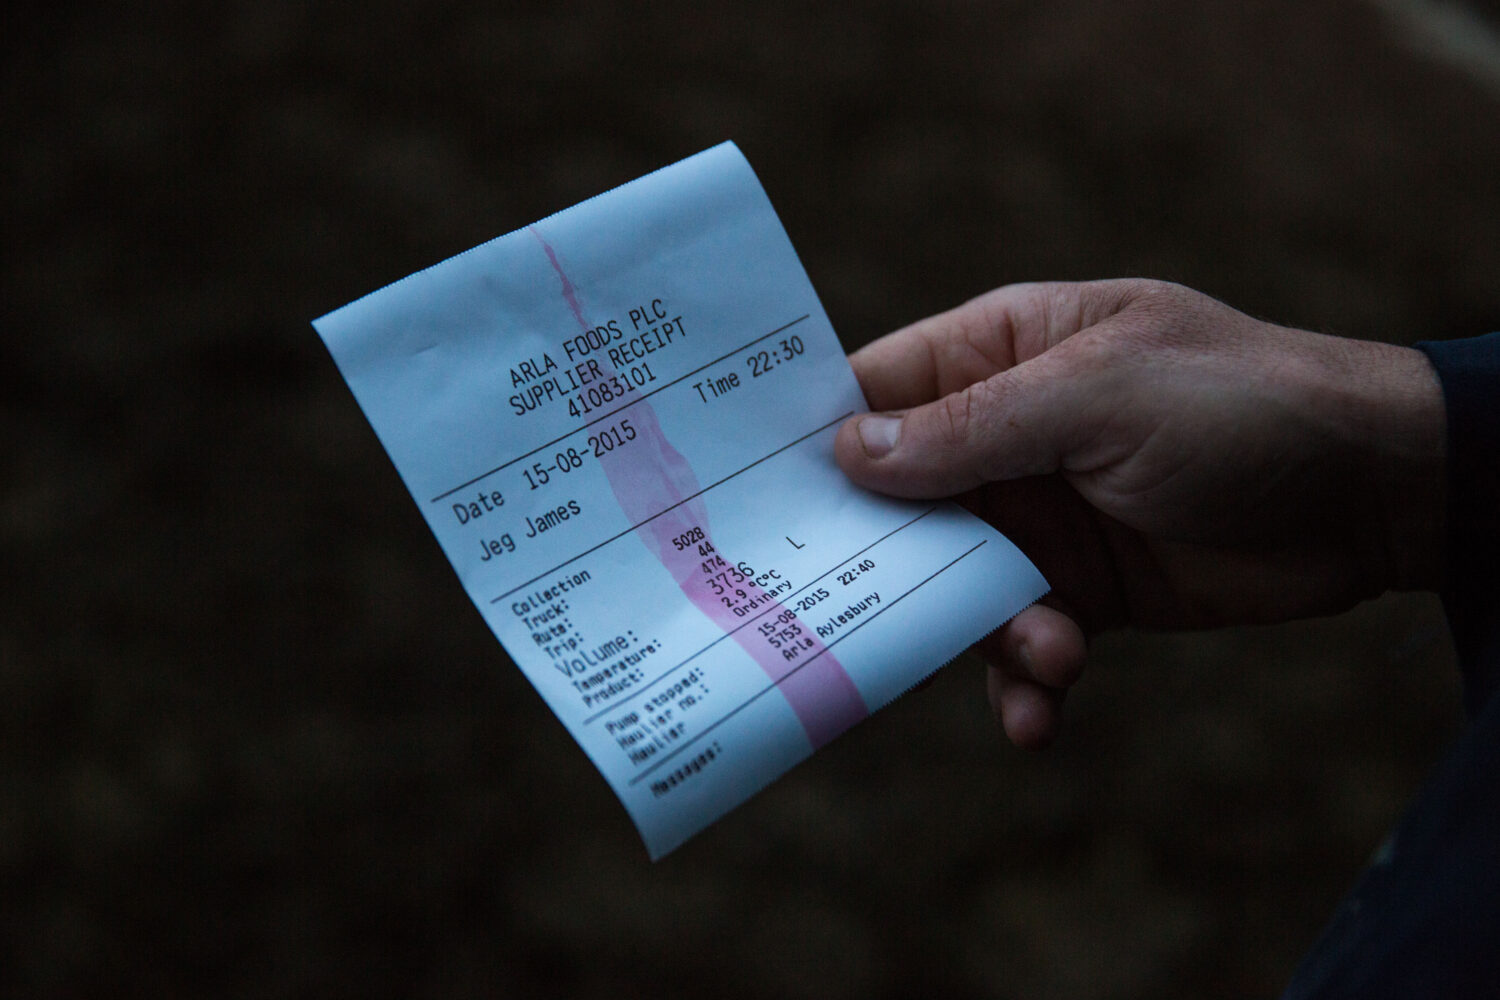 ARLA FOODS PLC
SUPPLIER RECEIPT
41083101
Date 15-08-2015 Time 22:30
Jeg James
Collection
Truck: 5028
Rute: 44
Trip: 474
Volume: 3736 L
Temperature: 2.9 °C°C
Product: Ordinary
Pump stopped: 15-08-2015 22:40
Haulier no.: 5753
Haulier Arla Aylesbury
Messages: